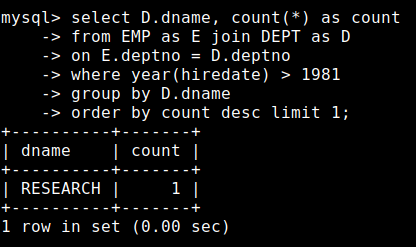 mysql> select D.dname, count(*) as count
    -> from EMP as E join DEPT as D
    -> on E.deptno = D.deptno
    -> where year(hiredate) > 1981
    -> group by D.dname
    -> order by count desc limit 1;
+----------+-------+
| dname    | count |
+----------+-------+
| RESEARCH |     1 |
+----------+-------+
1 row in set (0.00 sec)